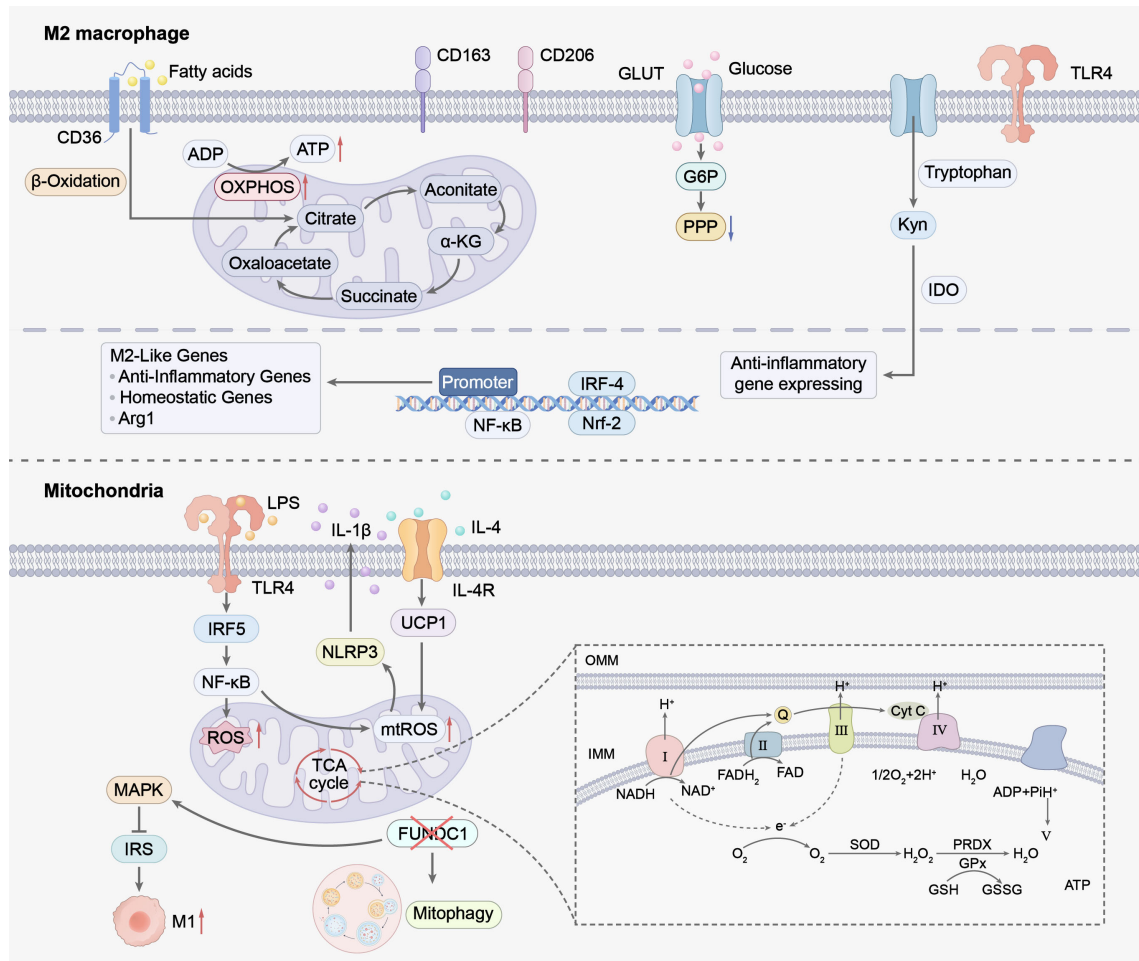 M2 macrophage
Fatty acids
CD163
CD206
GLUT
Glucose
TLR4
CD36
ADP
ATP
β-Oxidation
OXPHOS
Aconitate
Citrate
α-KG
Oxaloacetate
Succinate
G6P
PPP
Tryptophan
Kyn
IDO
M2-Like Genes
• Anti-Inflammatory Genes
• Homeostatic Genes
• Arg1
Promoter
IRF-4
NF-κB
Nrf-2
Anti-inflammatory
gene expressing
Mitochondria
LPS
IL-1β
IL-4
TLR4
IL-4R
IRF5
UCP1
NLRP3
NF-κB
ROS
mtROS
TCA
cycle
MAPK
FUNDC1
IRS
M1
Mitophagy
OMM
H⁺
H⁺
H⁺
Q
Cyt C
IMM
I
II
III
IV
FADH₂
FAD
1/2O₂+2H⁺
H₂O
NADH
NAD⁺
ADP+PiH⁺
e⁻
V
O₂
O₂
SOD
H₂O₂
PRDX
GPx
H₂O
GSH
GSSG
ATP